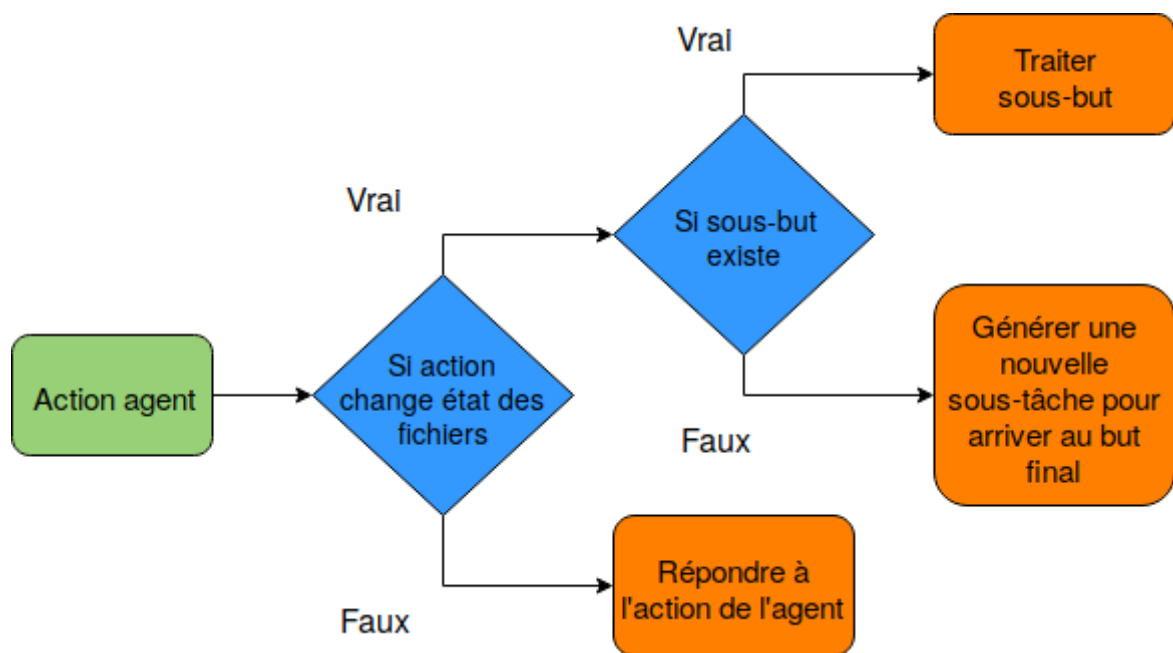 Vrai
Traiter
sous-but
Vrai
Si sous-but
existe
Action agent
Si action
change état des
fichiers
Générer une
nouvelle
sous-tâche pour
arriver au but
final
Faux
Répondre à
l'action de l'agent
Faux